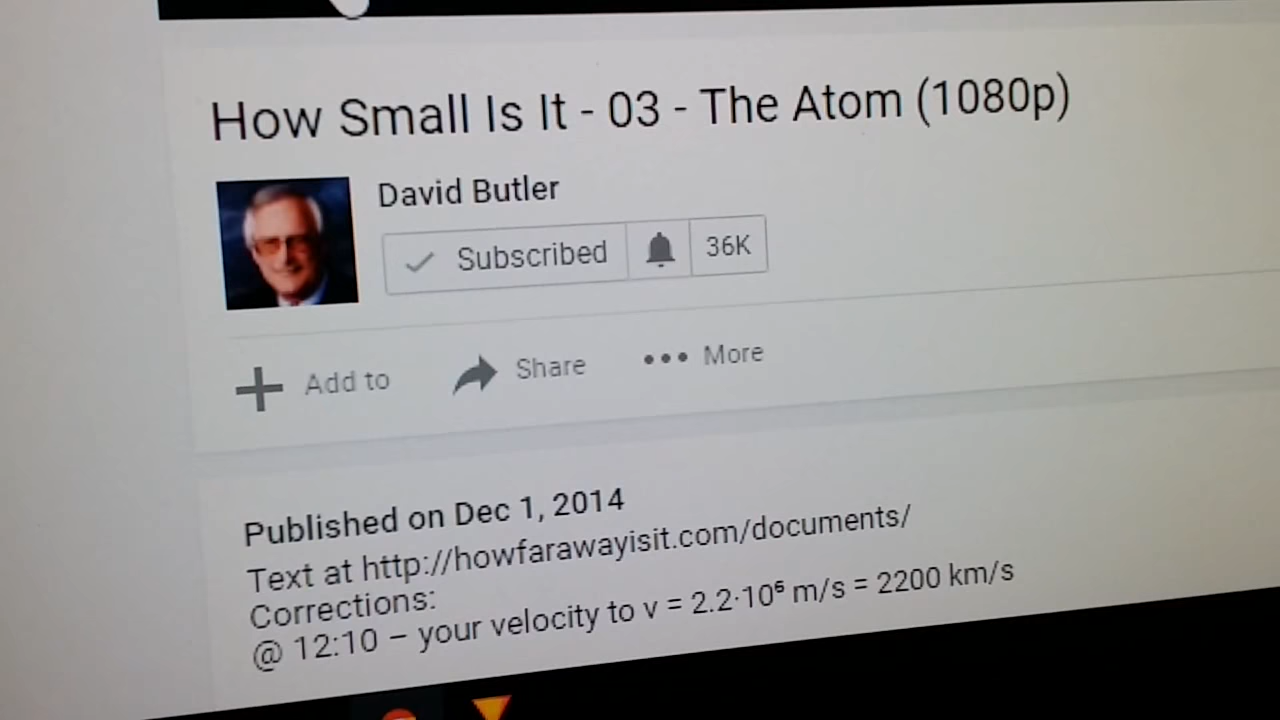 How Small Is It - 03 - The Atom (1080p)
David Butler
Subscribed 36K
Add to Share More
Published on Dec 1, 2014
Text at http://howfarawayisit.com/documents/
Corrections:
@ 12:10 – your velocity to v = 2.2·10⁶ m/s = 2200 km/s